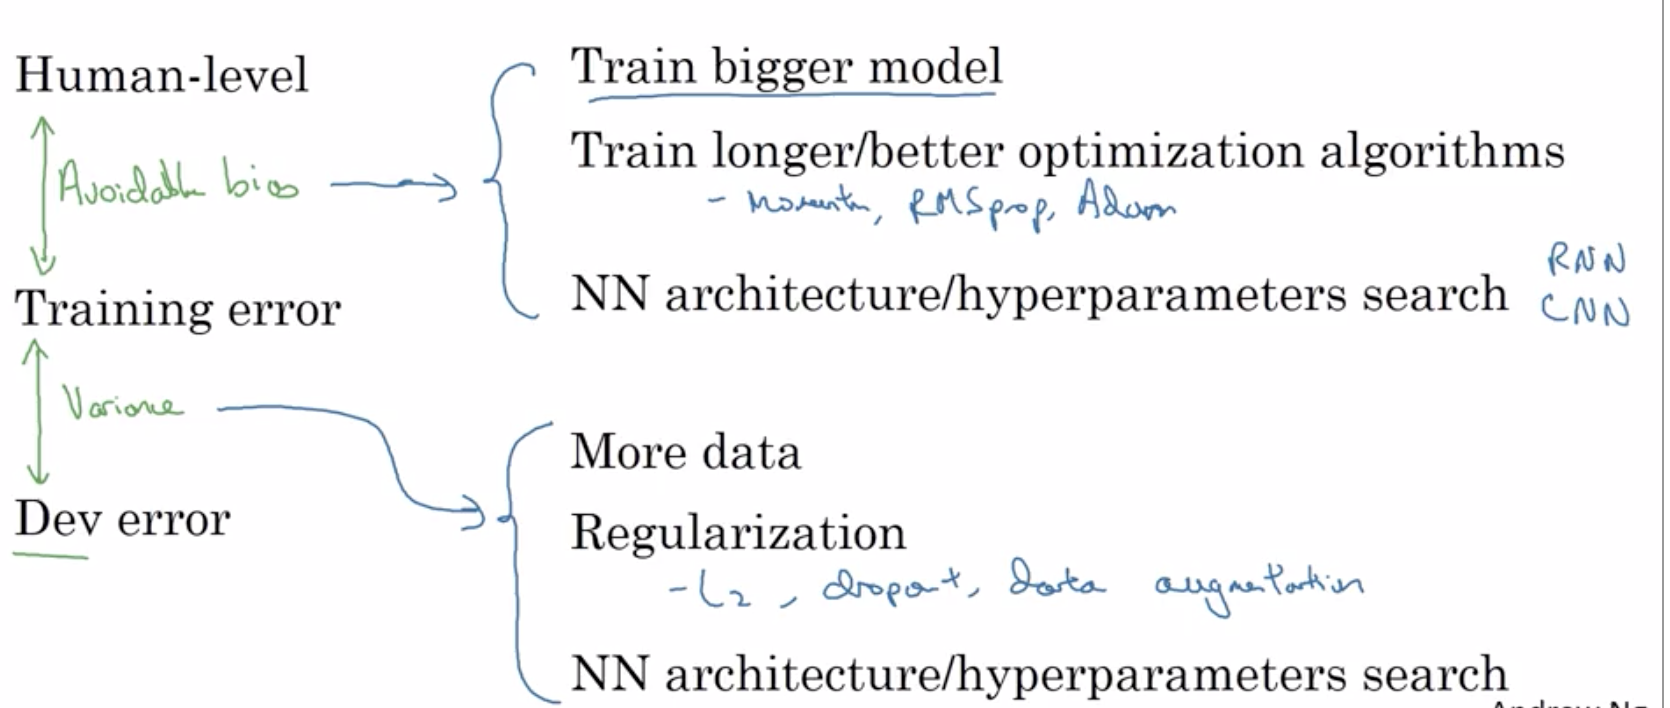 Human-level
Train bigger model
Avoidable bias
Train longer/better optimization algorithms
- Momentum, RMSprop, Adam
Training error
NN architecture/hyperparameters search
RNN
CNN
Variance
More data
Dev error
Regularization
- L2, dropout, data augmentation
NN architecture/hyperparameters search
Andrew Ng